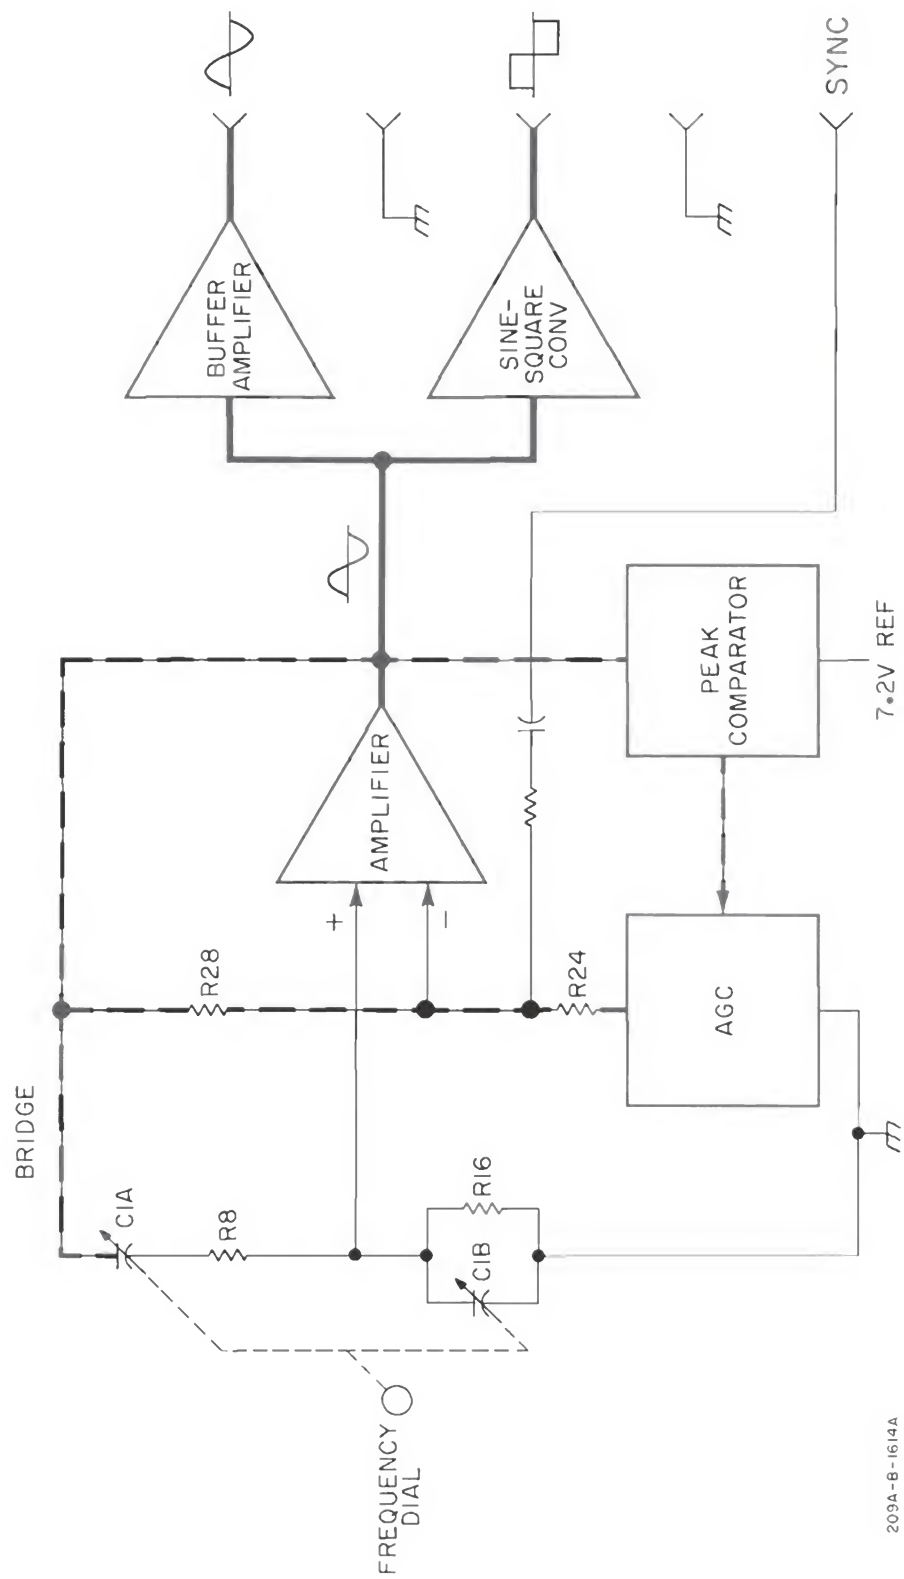 BRIDGE
C1A
R8
R28
C1B
R16
FREQUENCY
DIAL
+
-
AMPLIFIER
R24
AGC
PEAK
COMPARATOR
7.2V REF
BUFFER
AMPLIFIER
SINE-
SQUARE
CONV
SYNC
209A-B-1614A